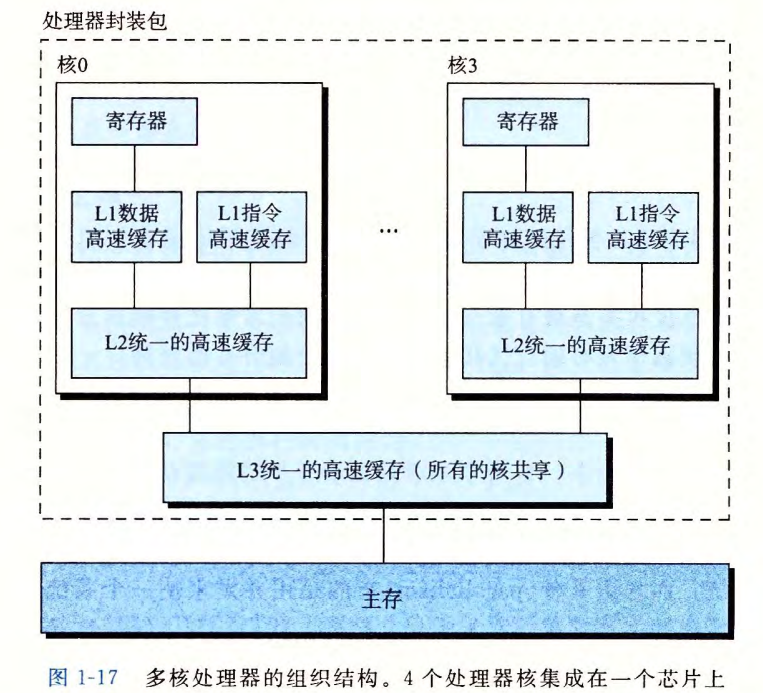 处理器封装包
核0
核3
寄存器
寄存器
L1数据
高速缓存
L1指令
高速缓存
...
L1数据
高速缓存
L1指令
高速缓存
L2统一的高速缓存
L2统一的高速缓存
L3统一的高速缓存（所有的核共享）
主存
图 1-17 多核处理器的组织结构。4 个处理器核集成在一个芯片上